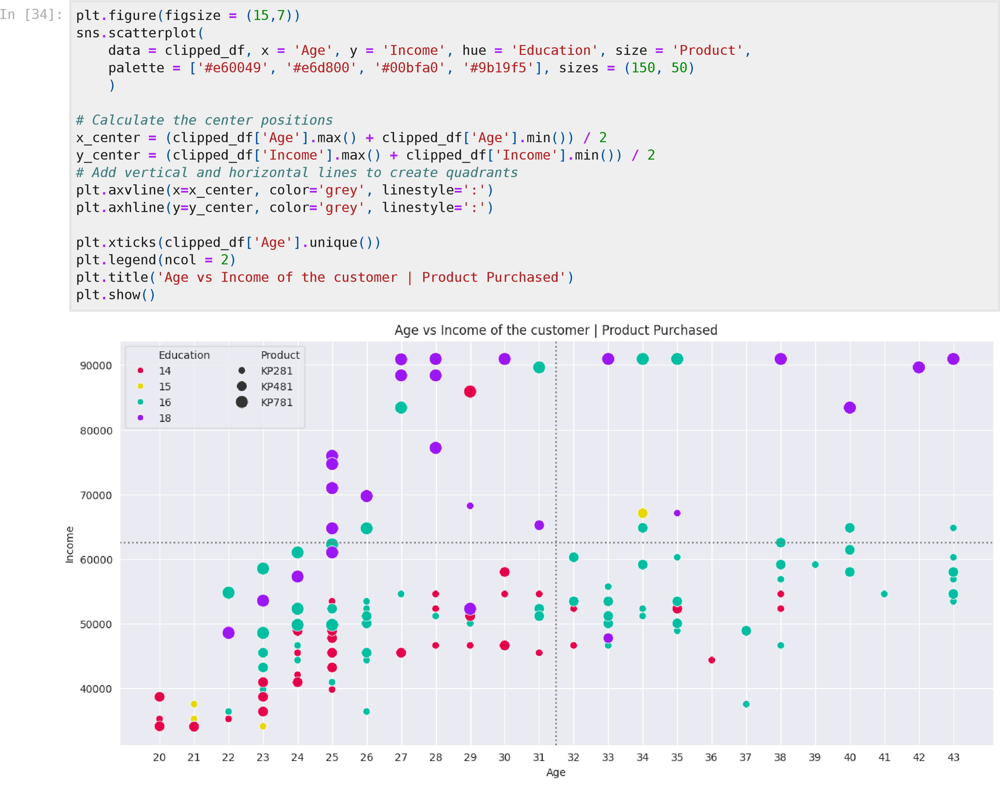 In [34]:
plt.figure(figsize = (15,7))
sns.scatterplot(
    data = clipped_df, x = 'Age', y = 'Income', hue = 'Education', size = 'Product',
    palette = ['#e60049', '#e6d800', '#00bfa0', '#9b19f5'], sizes = (150, 50)
    )

# Calculate the center positions
x_center = (clipped_df['Age'].max() + clipped_df['Age'].min()) / 2
y_center = (clipped_df['Income'].max() + clipped_df['Income'].min()) / 2
# Add vertical and horizontal lines to create quadrants
plt.axvline(x=x_center, color='grey', linestyle=':')
plt.axhline(y=y_center, color='grey', linestyle=':')

plt.xticks(clipped_df['Age'].unique())
plt.legend(ncol = 2)
plt.title('Age vs Income of the customer | Product Purchased')
plt.show()
Age vs Income of the customer | Product Purchased
Education
14
15
16
18
Product
KP281
KP481
KP781
Income
90000
80000
70000
60000
50000
40000
20 21 22 23 24 25 26 27 28 29 30 31 32 33 34 35 36 37 38 39 40 41 42 43
Age